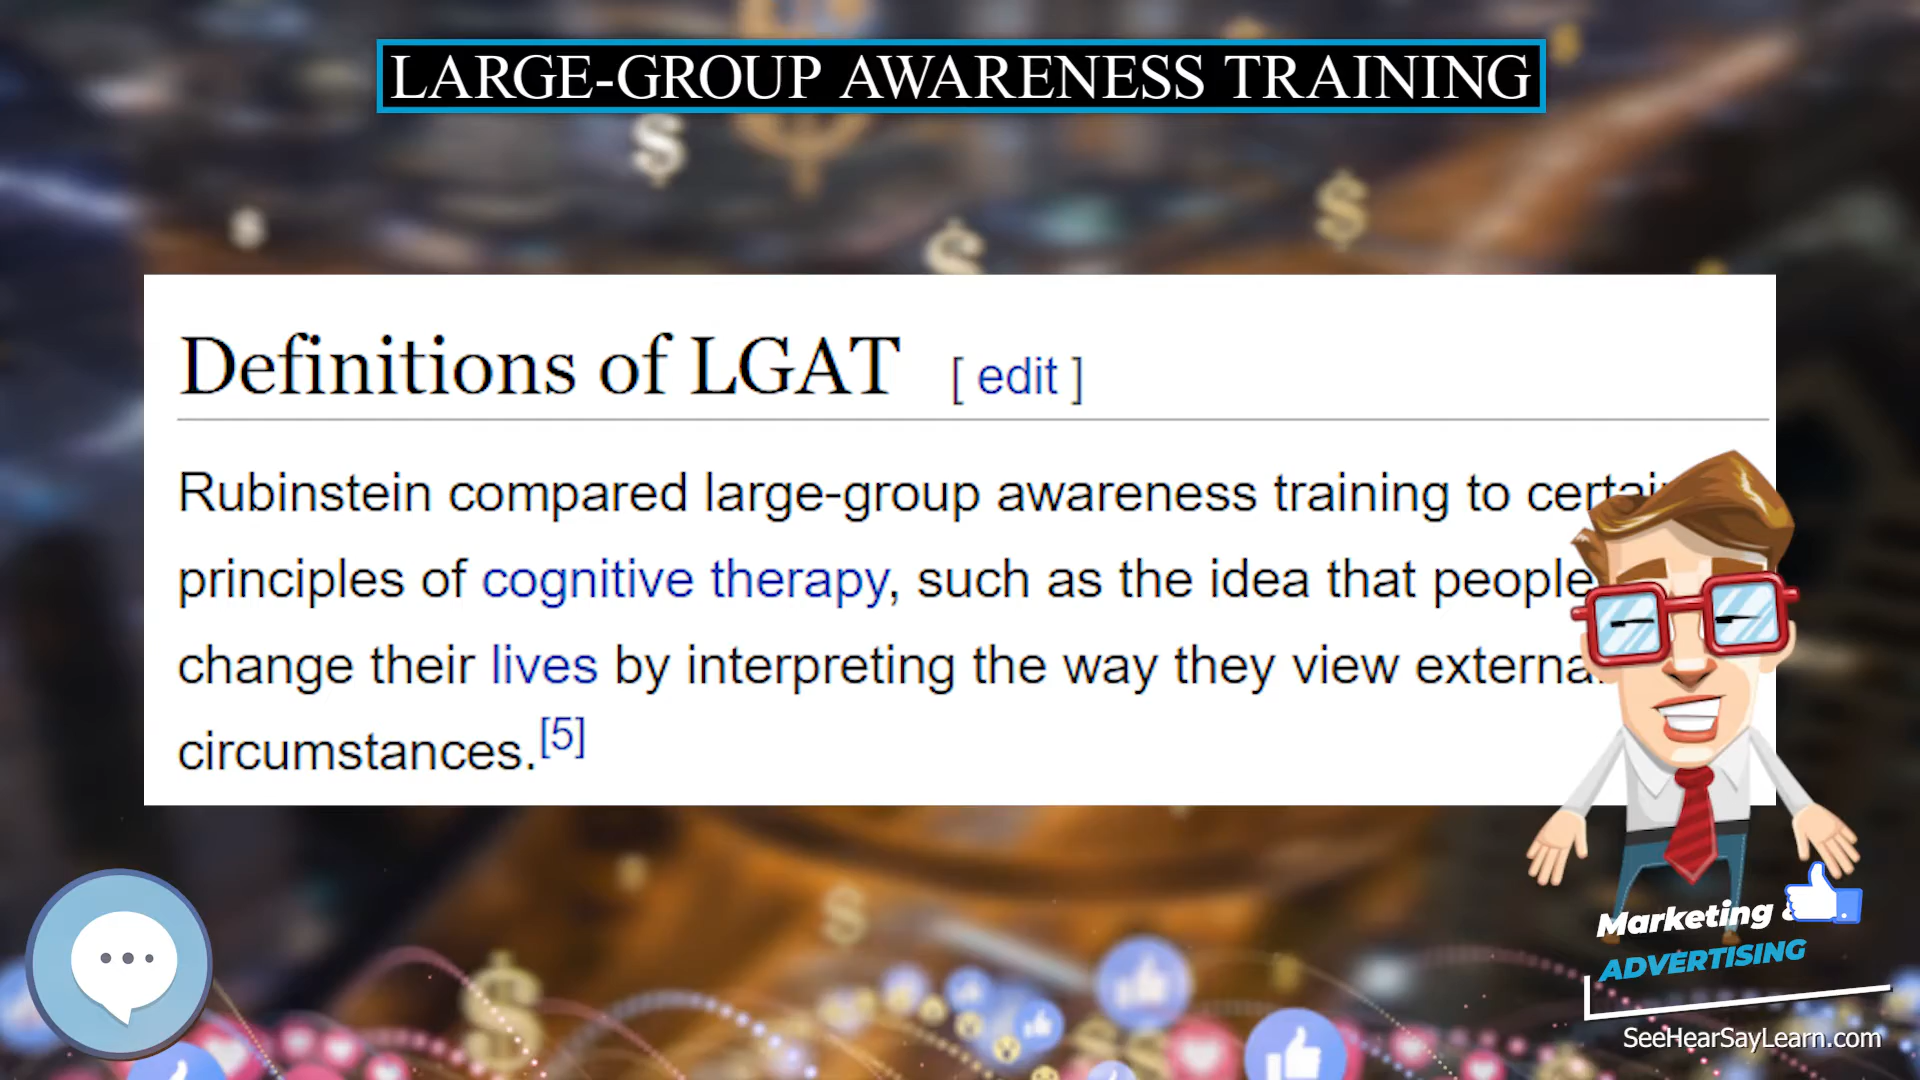 LARGE-GROUP AWARENESS TRAINING
Definitions of LGAT [ edit ]
Rubinstein compared large-group awareness training to
principles of cognitive therapy, such as the idea that people
change their lives by interpreting the way they view external
circumstances.[5]
Marketing &
ADVERTISING
SeeHearSayLearn.com